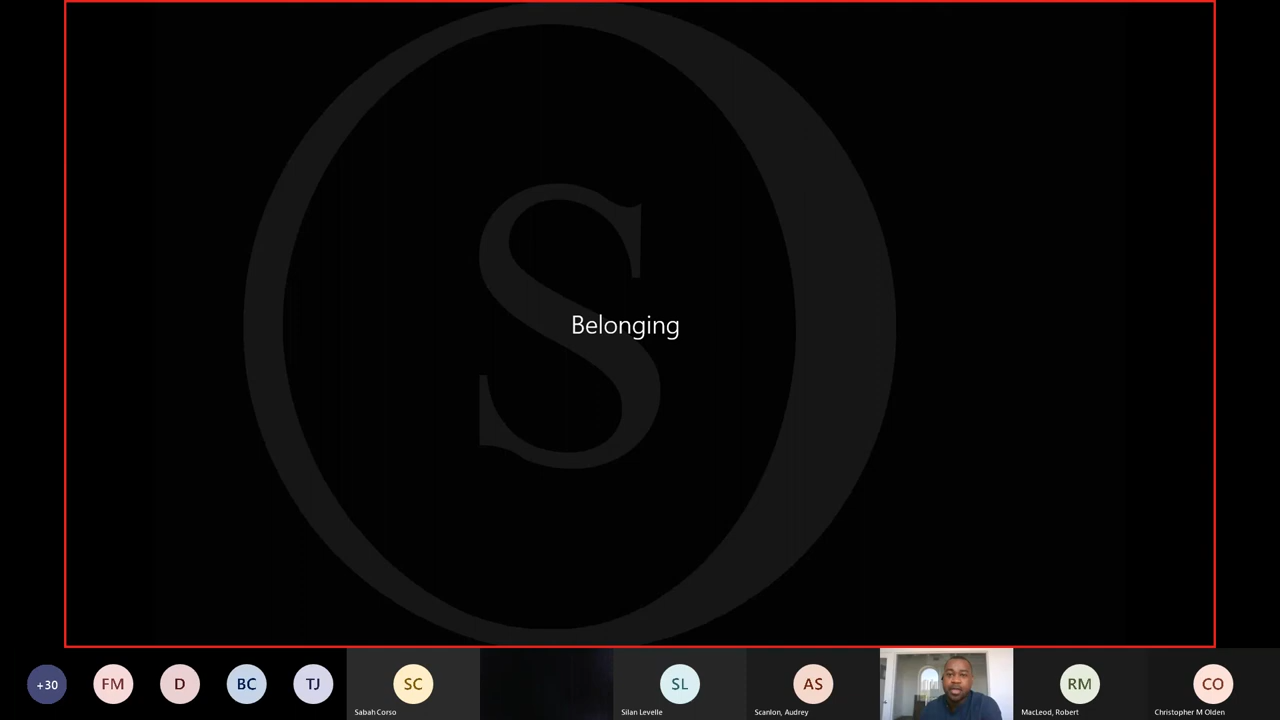 S
Belonging
+30
FM
D
BC
TJ
SC
SL
AS
RM
CO
Sabah Corso
Silan Levelle
Scanlon, Audrey
MacLeod, Robert
Christopher M Olden